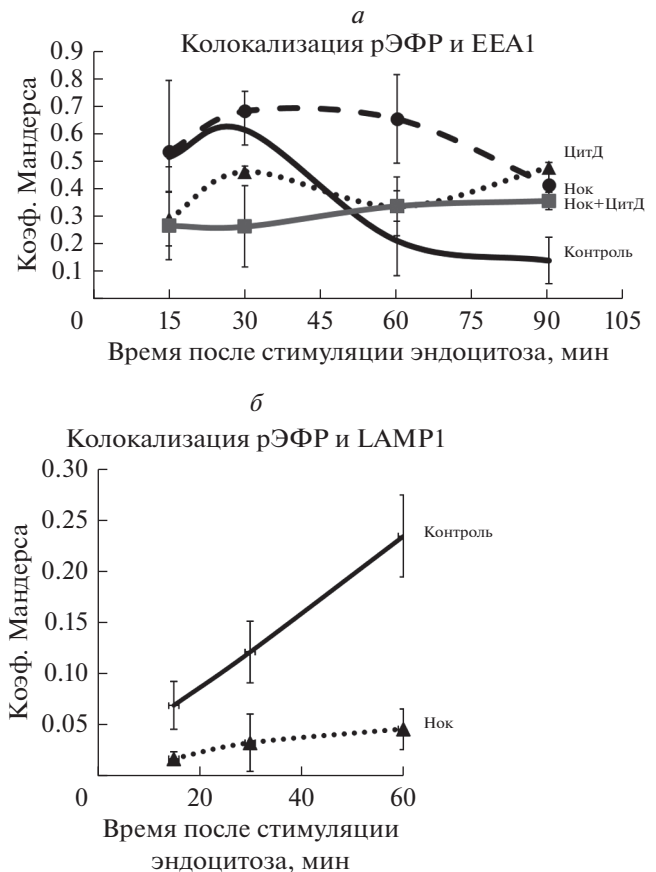 а
Колокализация рЭФР и EEA1
Коэф. Мандерса
0.9
0.8
0.7
0.6
0.5
0.4
0.3
0.2
0.1
0
15
30
45
60
75
90
105
ЦитД
Нок
Нок+ЦитД
Контроль
Время после стимуляции эндоцитоза, мин
б
Колокализация рЭФР и LAMP1
Коэф. Мандерса
0.30
0.25
0.20
0.15
0.10
0.05
0
20
40
60
Контроль
Нок
Время после стимуляции
эндоцитоза, мин